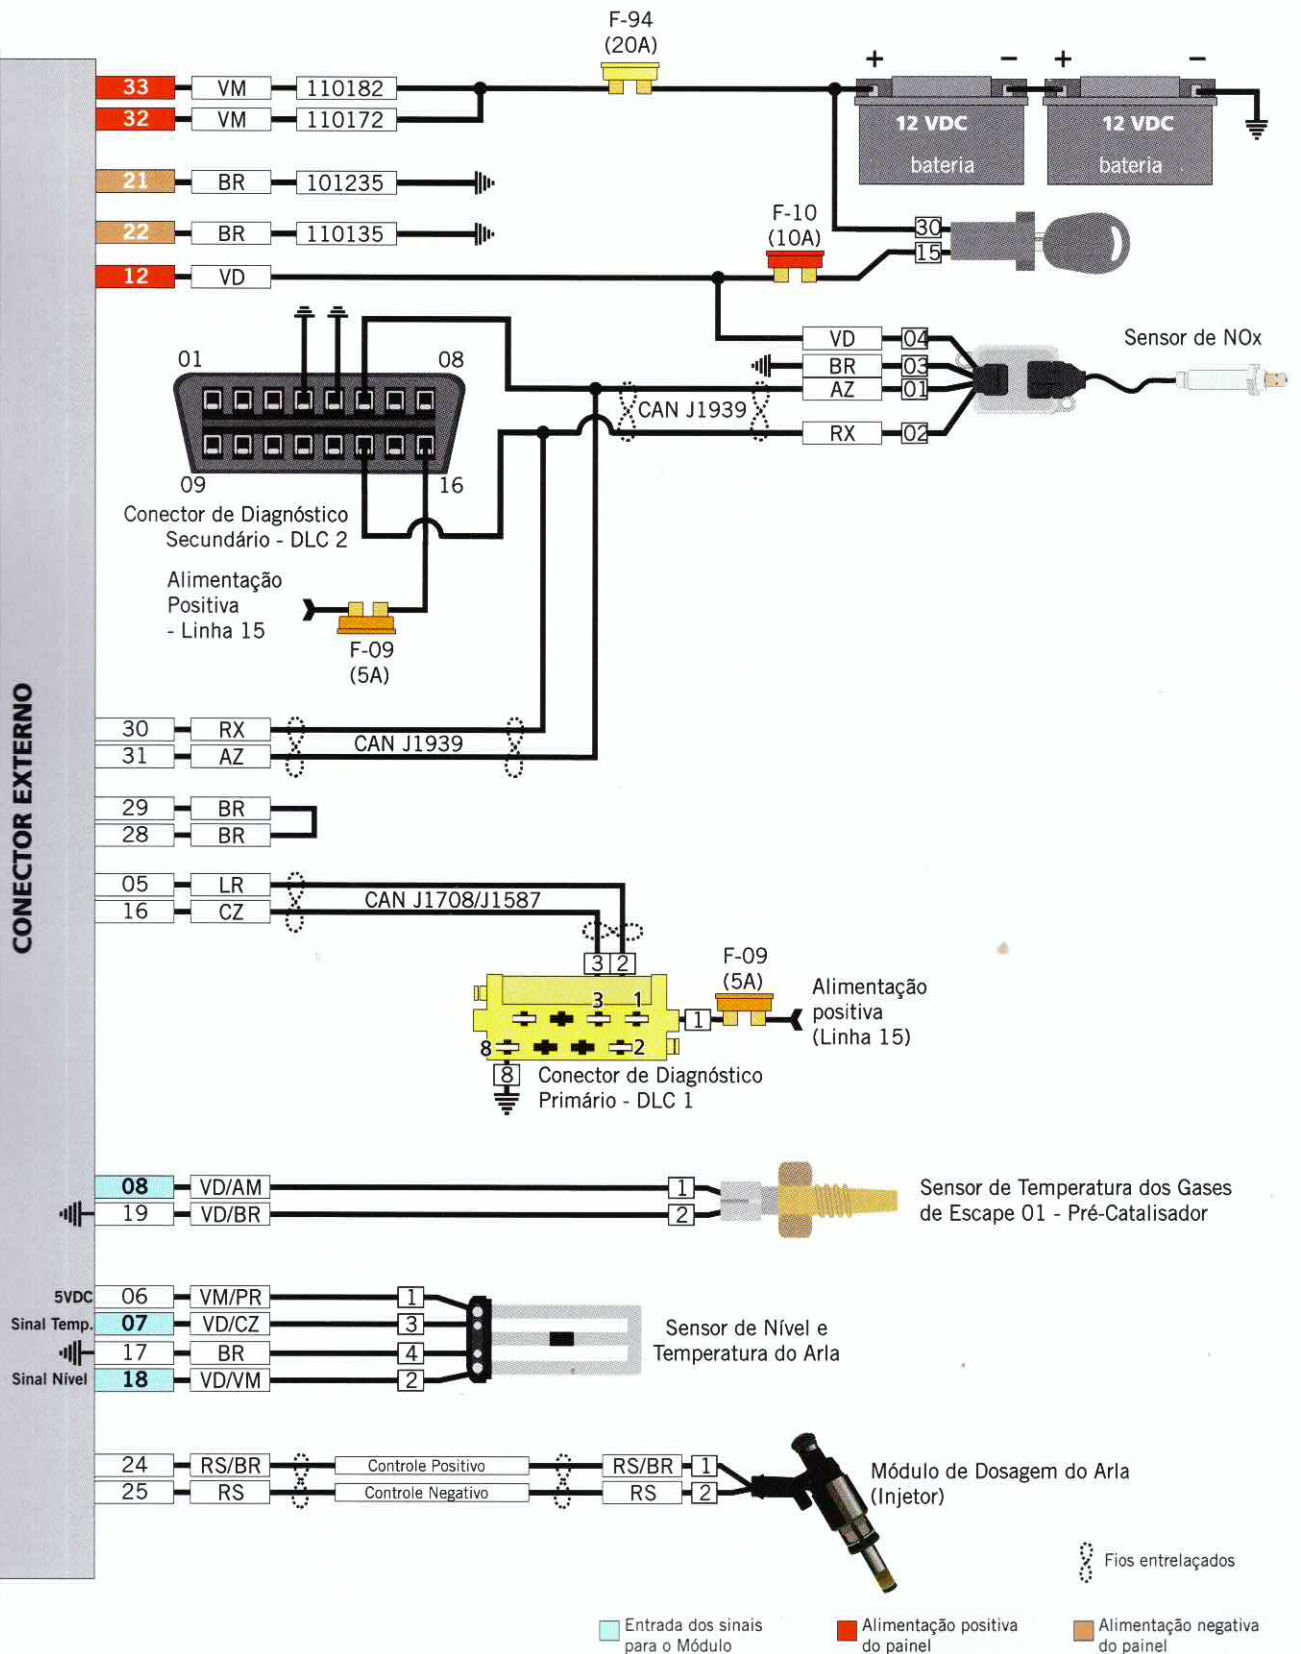 F-94
(20A)
+ − + −
33 VM 110182
32 VM 110172
12 VDC 12 VDC
bateria bateria
21 BR 101235
22 BR 110135
F-10
(10A)
30
15
12 VD
Sensor de NOx
VD 04
BR 03
AZ 01
CAN J1939
RX 02
01 08
09 16
Conector de Diagnóstico
Secundário - DLC 2
Alimentação
Positiva
- Linha 15
F-09
(5A)
CONECTOR EXTERNO
30 RX
CAN J1939
31 AZ
29 BR
28 BR
05 LR
CAN J1708/J1587
16 CZ
3 2
F-09
(5A)
Alimentação
positiva
(Linha 15)
3 1
1
8 2
8
Conector de Diagnóstico
Primário - DLC 1
08 VD/AM 1
19 VD/BR 2
Sensor de Temperatura dos Gases
de Escape 01 - Pré-Catalisador
5VDC 06 VM/PR 1
Sinal Temp. 07 VD/CZ 3
17 BR 4
Sinal Nível 18 VD/VM 2
Sensor de Nível e
Temperatura do Arla
24 RS/BR Controle Positivo RS/BR 1
25 RS Controle Negativo RS 2
Módulo de Dosagem do Arla
(Injetor)
Fios entrelaçados
Entrada dos sinais
para o Módulo
Alimentação positiva
do painel
Alimentação negativa
do painel